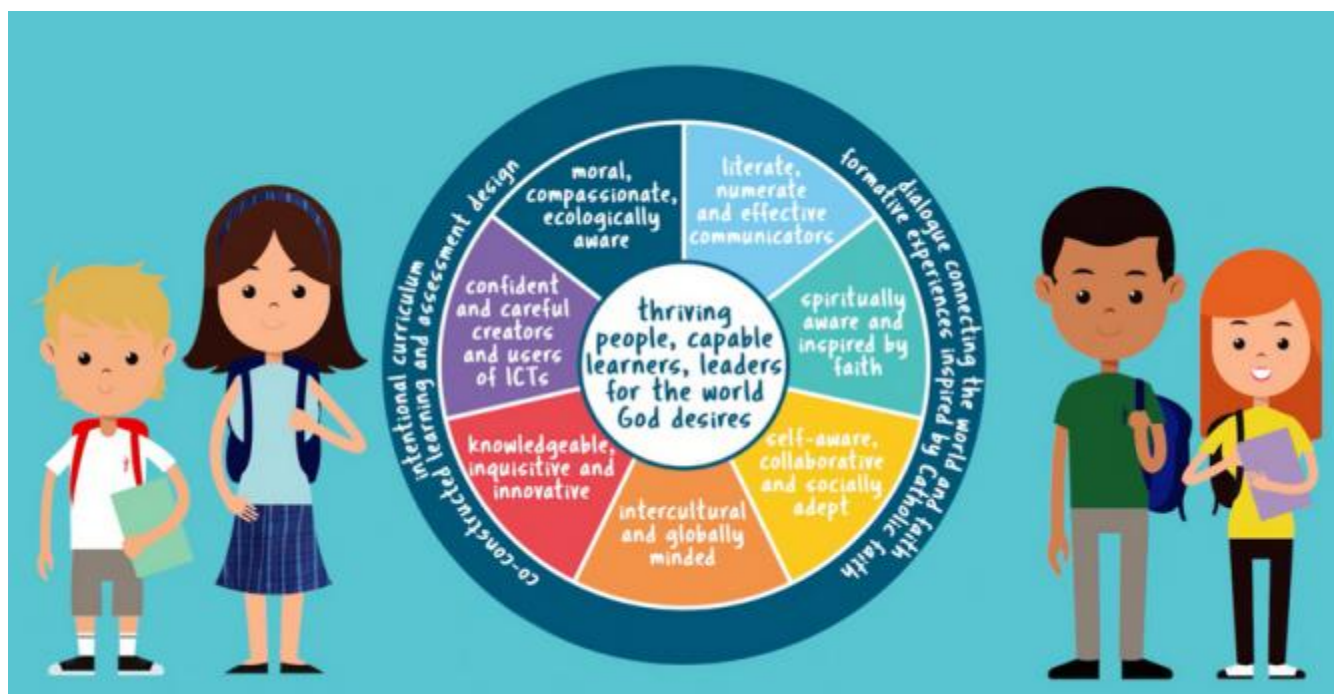 moral,
compassionate,
ecologically
aware
literate,
numerate
and effective
communicators
spiritually
aware and
inspired by
faith
self-aware,
collaborative
and socially
adept
intercultural
and globally
minded
knowledgeable,
inquisitive and
innovative
confident
and careful
creators
and users
of ICTs
thriving
people, capable
learners, leaders
for the world
God desires
intentional curriculum
co-constructed learning and assessment design
dialogue connecting the world and faith
formative experiences inspired by Catholic faith